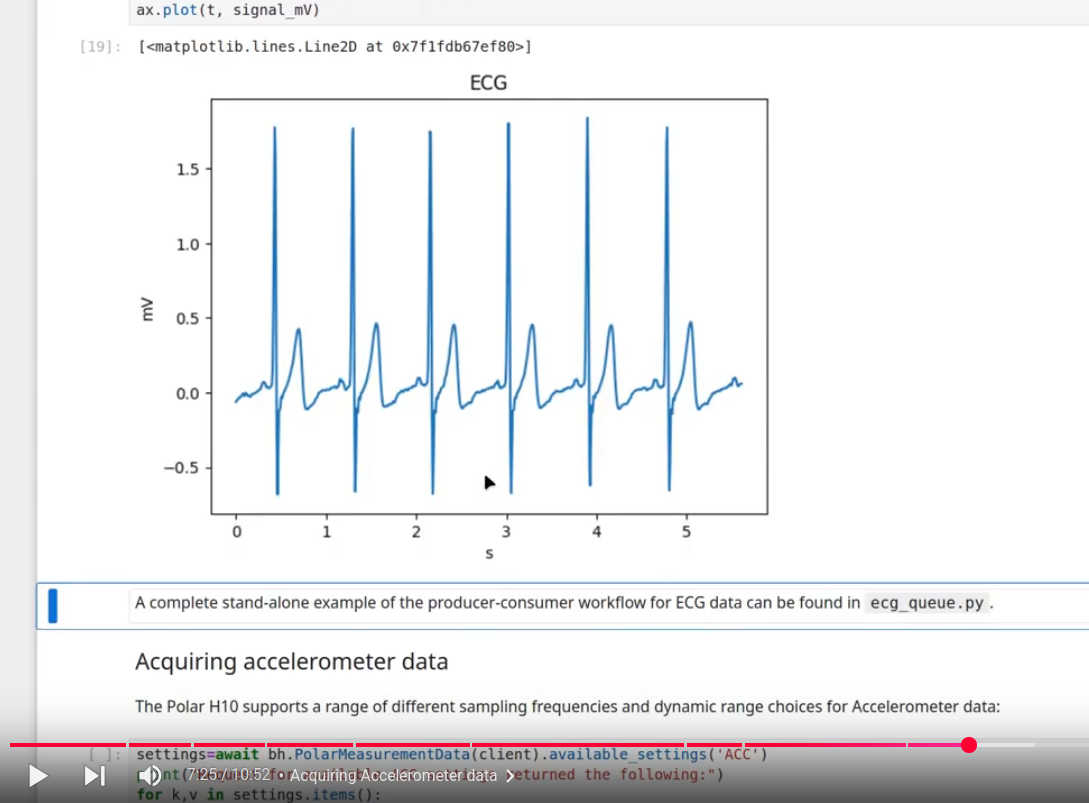 ax.plot(t, signal_mV)
[19]: [<matplotlib.lines.Line2D at 0x7f1fdb67ef80>]
ECG
1.5
1.0
0.5
0.0
−0.5
mV
0 1 2 3 4 5
s
A complete stand-alone example of the producer-consumer workflow for ECG data can be found in ecg_queue.py.
Acquiring accelerometer data
The Polar H10 supports a range of different sampling frequencies and dynamic range choices for Accelerometer data:
[ ]: settings=await bh.PolarMeasurementData(client).available_settings('ACC')
returned the following:")
7:25 / 10:52 • Acquiring Accelerometer data
for k,v in settings.items():